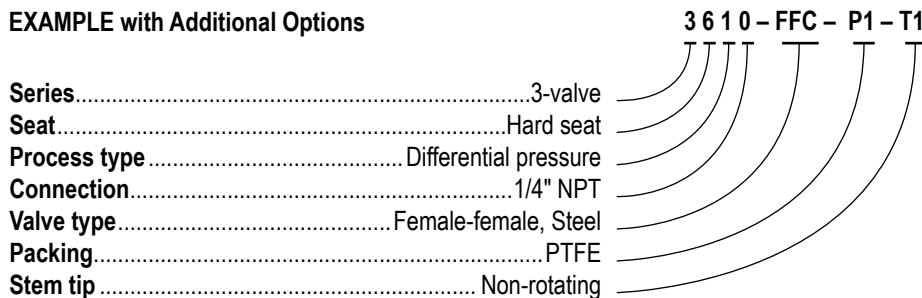 EXAMPLE with Additional Options 3 6 1 0 – FFC – P1 – T1
Series...3-valve
Seat...Hard seat
Process type...Differential pressure
Connection...1/4" NPT
Valve type...Female-female, Steel
Packing...PTFE
Stem tip...Non-rotating